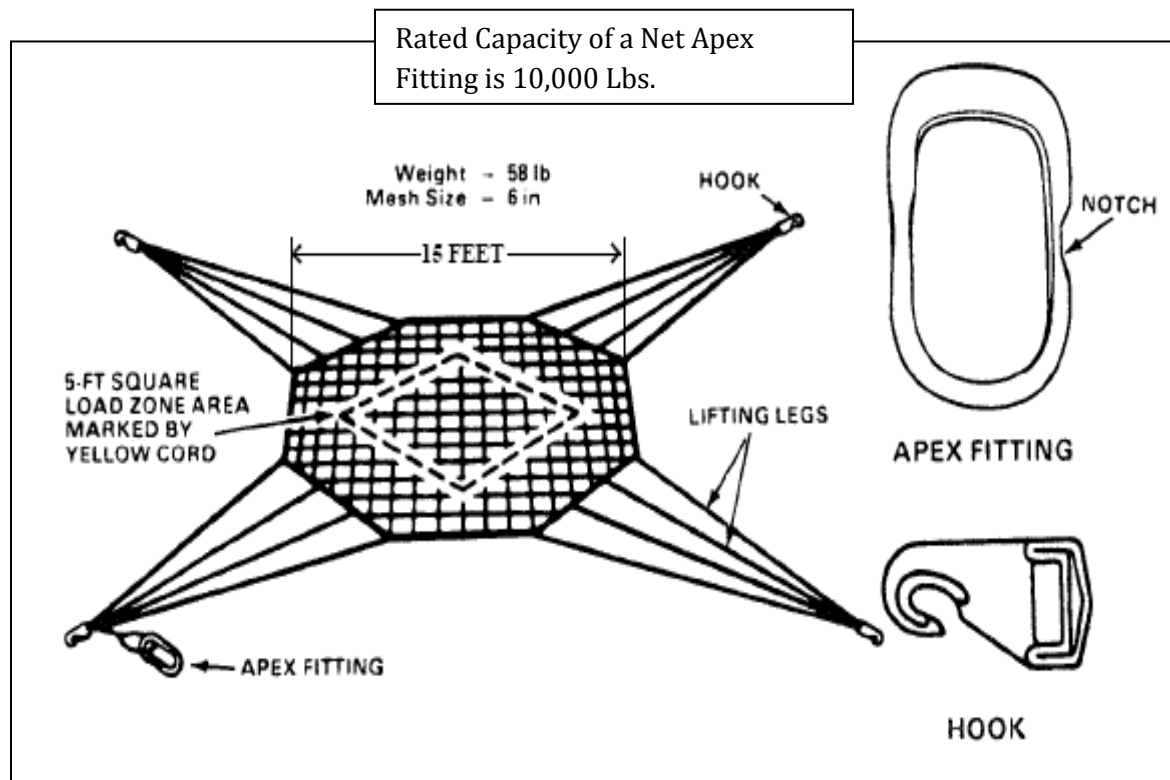 Rated Capacity of a Net Apex
Fitting is 10,000 Lbs.
Weight - 58 lb
Mesh Size - 6 in
HOOK
NOTCH
15 FEET
5-FT SQUARE
LOAD ZONE AREA
MARKED BY
YELLOW CORD
LIFTING LEGS
APEX FITTING
APEX FITTING
HOOK